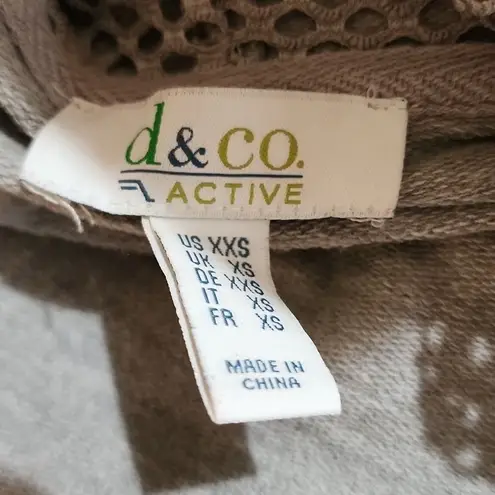 d&co.
ACTIVE
US XXS
UK XS
DE XXS
IT XS
FR XS
MADE IN
CHINA